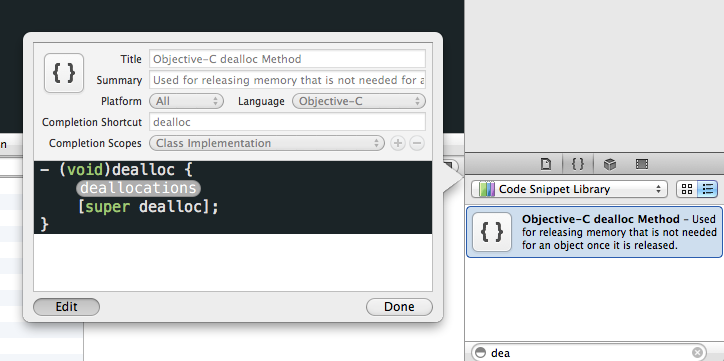 Title Objective-C dealloc Method
Summary Used for releasing memory that is not needed for a
Platform All Language Objective-C
Completion Shortcut dealloc
Completion Scopes Class Implementation
- (void)dealloc {
deallocations
[super dealloc];
}
Edit Done
n
Code Snippet Library
{ }
Objective-C dealloc Method – Used
for releasing memory that is not needed
for an object once it is released.
dea